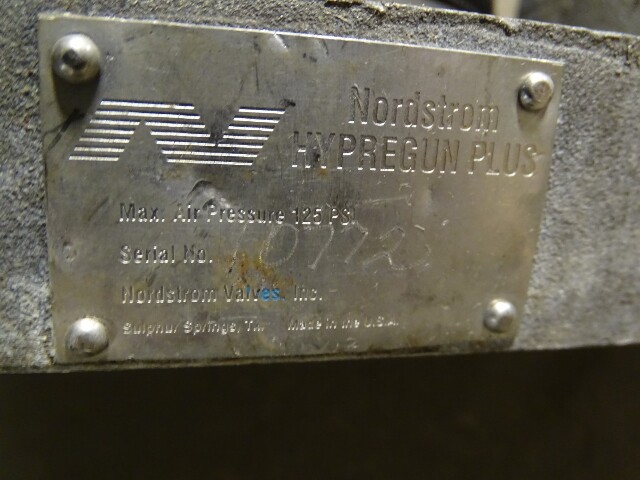 Nordstrom
HYPREGUN PLUS
Max. Air Pressure 125 PSI
Serial No.
Nordstrom Valves, Inc.
Sulphur Springs, TX Made in the U.S.A.